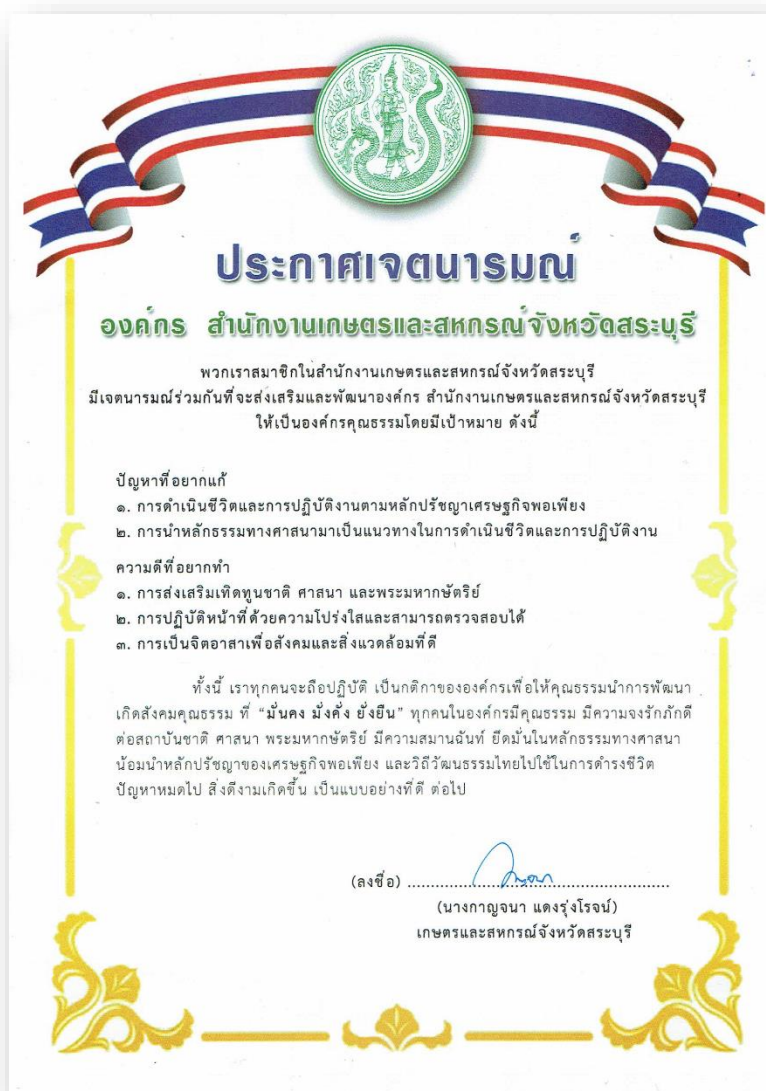 ประกาศเจตนารมณ์
องค์กร สำนักงานเกษตรและสหกรณ์จังหวัดสระบุรี
พวกเราสมาชิกในสำนักงานเกษตรและสหกรณ์จังหวัดสระบุรี
มีเจตนารมณ์ร่วมกันที่จะส่งเสริมและพัฒนาองค์กร สำนักงานเกษตรและสหกรณ์จังหวัดสระบุรี
ให้เป็นองค์กรคุณธรรมโดยมีเป้าหมาย ดังนี้
ปัญหาที่อยากแก้
๑. การดำเนินชีวิตและการปฏิบัติงานตามหลักปรัชญาเศรษฐกิจพอเพียง
๒. การนำหลักธรรมทางศาสนามาเป็นแนวทางในการดำเนินชีวิตและการปฏิบัติงาน
ความดีที่อยากทำ
๑. การส่งเสริมเทิดทูนชาติ ศาสนา และพระมหากษัตริย์
๒. การปฏิบัติหน้าที่ด้วยความโปร่งใสและสามารถตรวจสอบได้
๓. การเป็นจิตอาสาเพื่อสังคมและสิ่งแวดล้อมที่ดี
ทั้งนี้ เราทุกคนจะถือปฏิบัติ เป็นกติกาขององค์กรเพื่อให้คุณธรรมนำการพัฒนา
เกิดสังคมคุณธรรม ที่ “มั่นคง มั่งคั่ง ยั่งยืน” ทุกคนในองค์กรมีคุณธรรม มีความจงรักภักดี
ต่อสถาบันชาติ ศาสนา พระมหากษัตริย์ มีความสมานฉันท์ ยึดมั่นในหลักธรรมทางศาสนา
น้อมนำหลักปรัชญาของเศรษฐกิจพอเพียง และวิถีวัฒนธรรมไทยไปใช้ในการดำรงชีวิต
ปัญหาหมดไป สิ่งดีงามเกิดขึ้น เป็นแบบอย่างที่ดี ต่อไป
(ลงชื่อ) ......................................................
(นางกาญจนา แดงรุ่งโรจน์)
เกษตรและสหกรณ์จังหวัดสระบุรี